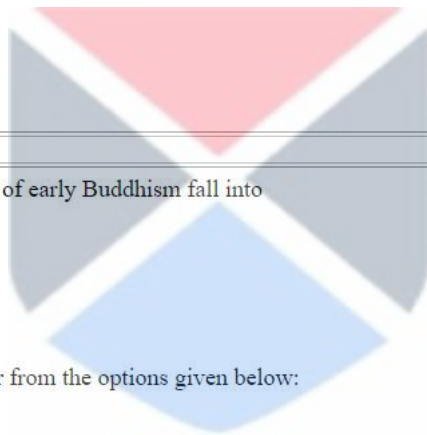 of early Buddhism fall into
from the options given below: